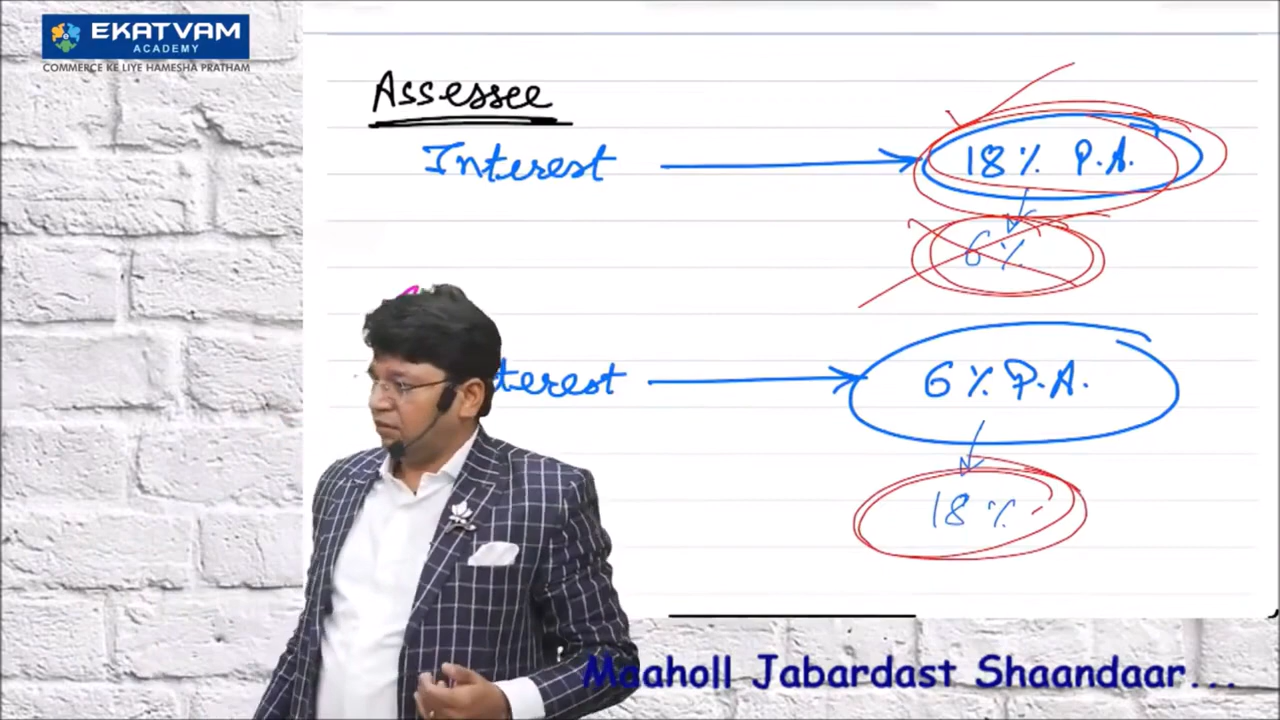 EKATVAM
ACADEMY
COMMERCE KE LIYE HAMESHA PRATHAM
Assessee
Interest
18% P.A.
6%
terest
6% P.A.
18%
Maaholl Jabardast Shaandaar...